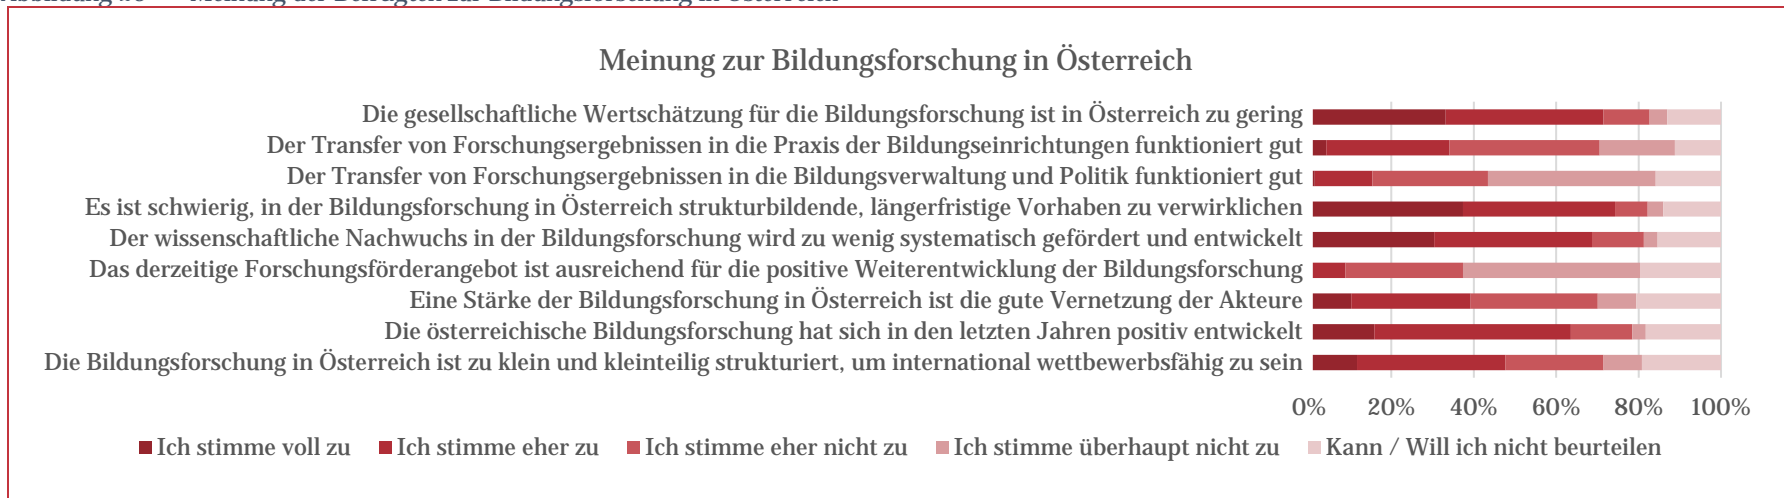 Meinung der Befragten zur Bildungsforschung in Österreich
Meinung zur Bildungsforschung in Österreich
Die gesellschaftliche Wertschätzung für die Bildungsforschung ist in Österreich zu gering
Der Transfer von Forschungsergebnissen in die Praxis der Bildungseinrichtungen funktioniert gut
Der Transfer von Forschungsergebnissen in die Bildungsverwaltung und Politik funktioniert gut
Es ist schwierig, in der Bildungsforschung in Österreich strukturbildende, längerfristige Vorhaben zu verwirklichen
Der wissenschaftliche Nachwuchs in der Bildungsforschung wird zu wenig systematisch gefördert und entwickelt
Das derzeitige Forschungsförderangebot ist ausreichend für die positive Weiterentwicklung der Bildungsforschung
Eine Stärke der Bildungsforschung in Österreich ist die gute Vernetzung der Akteure
Die österreichische Bildungsforschung hat sich in den letzten Jahren positiv entwickelt
Die Bildungsforschung in Österreich ist zu klein und kleinteilig strukturiert, um international wettbewerbsfähig zu sein
0% 20% 40% 60% 80% 100%
Ich stimme voll zu Ich stimme eher zu Ich stimme eher nicht zu Ich stimme überhaupt nicht zu Kann / Will ich nicht beurteilen